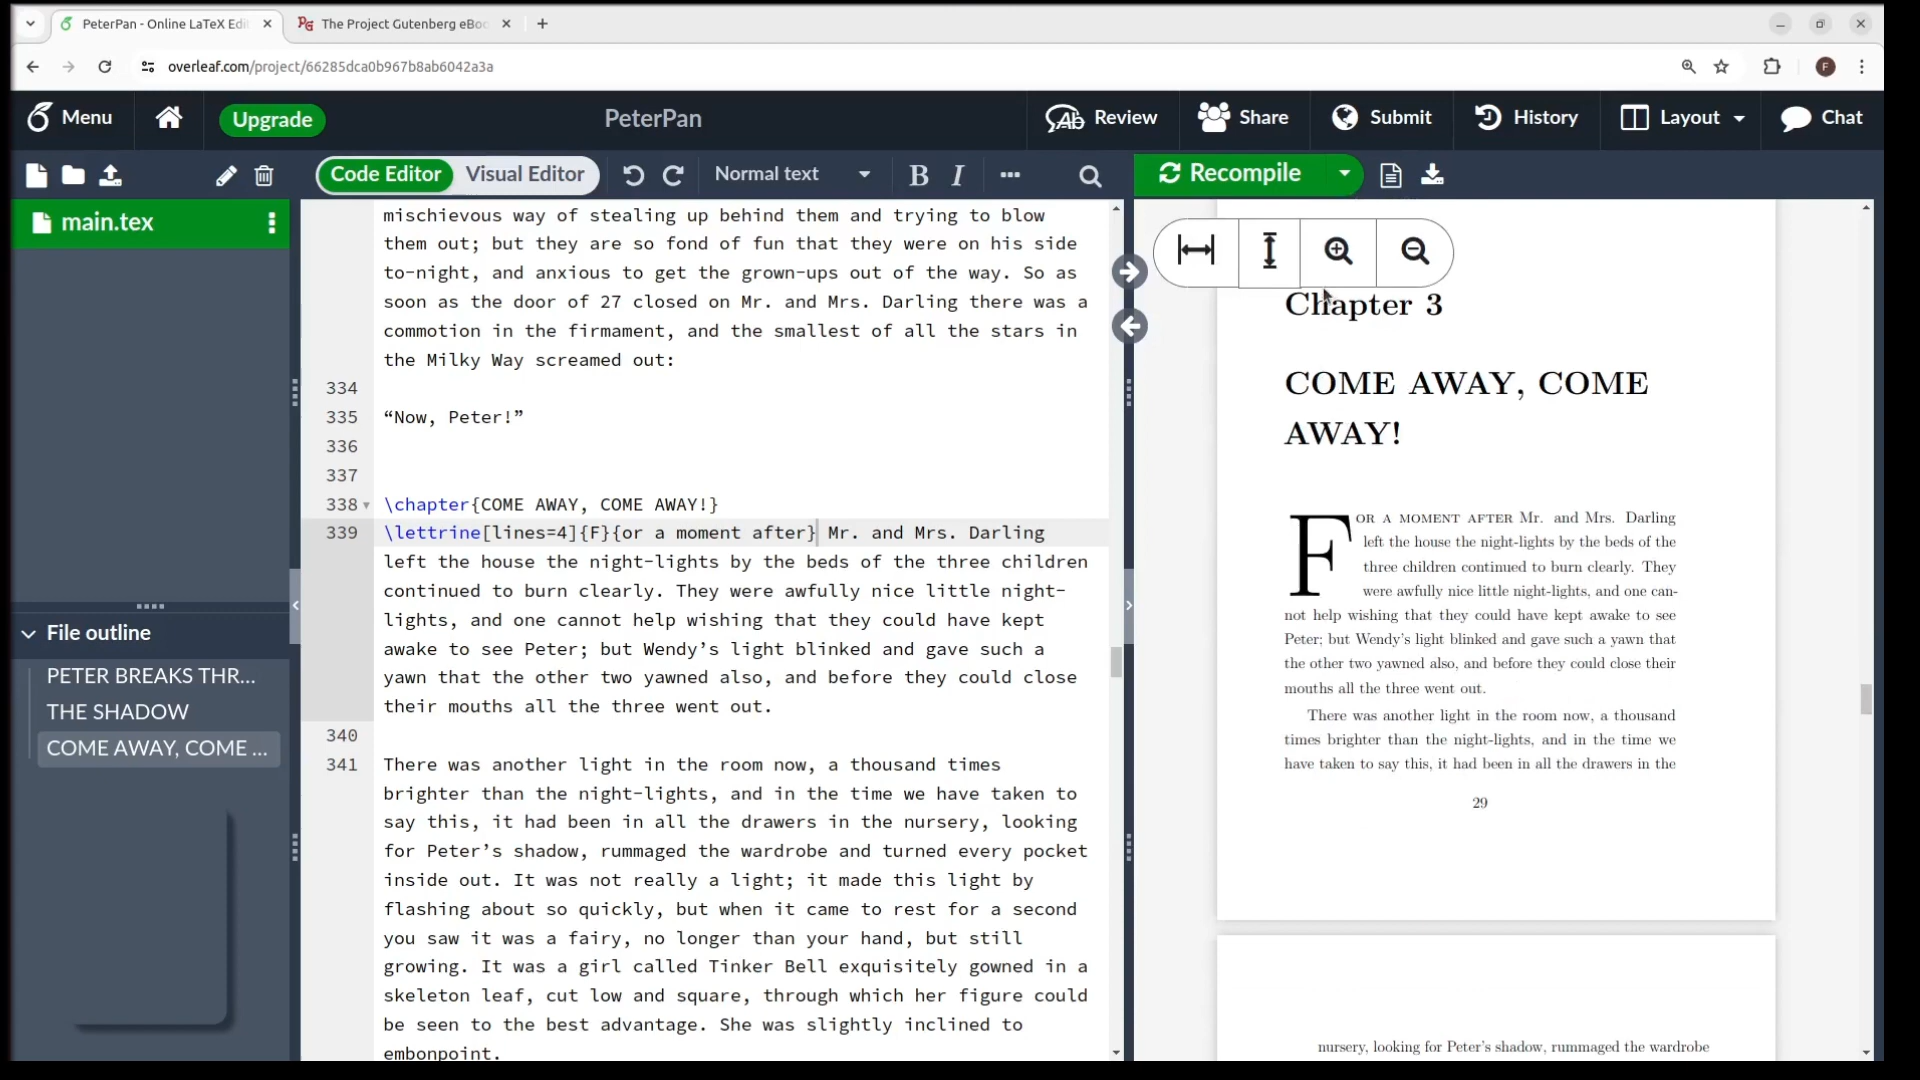 PeterPan - Online LaTeX Edi
The Project Gutenberg eBoo
overleaf.com/project/66285dca0b967b8ab6042a3a
F
Menu
Upgrade
PeterPan
Review
Share
Submit
History
Layout
Chat
Code Editor
Visual Editor
Normal text
B
I
Recompile
main.tex
File outline
PETER BREAKS THR...
THE SHADOW
COME AWAY, COME ...
mischievous way of stealing up behind them and trying to blow
them out; but they are so fond of fun that they were on his side
to-night, and anxious to get the grown-ups out of the way. So as
soon as the door of 27 closed on Mr. and Mrs. Darling there was a
commotion in the firmament, and the smallest of all the stars in
the Milky Way screamed out:
334
335 “Now, Peter!”
336
337
338 \chapter{COME AWAY, COME AWAY!}
339 \lettrine[lines=4]{F}{or a moment after} Mr. and Mrs. Darling
left the house the night-lights by the beds of the three children
continued to burn clearly. They were awfully nice little night-
lights, and one cannot help wishing that they could have kept
awake to see Peter; but Wendy’s light blinked and gave such a
yawn that the other two yawned also, and before they could close
their mouths all the three went out.
340
341 There was another light in the room now, a thousand times
brighter than the night-lights, and in the time we have taken to
say this, it had been in all the drawers in the nursery, looking
for Peter’s shadow, rummaged the wardrobe and turned every pocket
inside out. It was not really a light; it made this light by
flashing about so quickly, but when it came to rest for a second
you saw it was a fairy, no longer than your hand, but still
growing. It was a girl called Tinker Bell exquisitely gowned in a
skeleton leaf, cut low and square, through which her figure could
be seen to the best advantage. She was slightly inclined to
embonpoint.
Chapter 3
COME AWAY, COME
AWAY!
FOR A MOMENT AFTER Mr. and Mrs. Darling
left the house the night-lights by the beds of the
three children continued to burn clearly. They
were awfully nice little night-lights, and one can-
not help wishing that they could have kept awake to see
Peter; but Wendy’s light blinked and gave such a yawn that
the other two yawned also, and before they could close their
mouths all the three went out.
There was another light in the room now, a thousand
times brighter than the night-lights, and in the time we
have taken to say this, it had been in all the drawers in the
29
nursery, looking for Peter’s shadow, rummaged the wardrobe